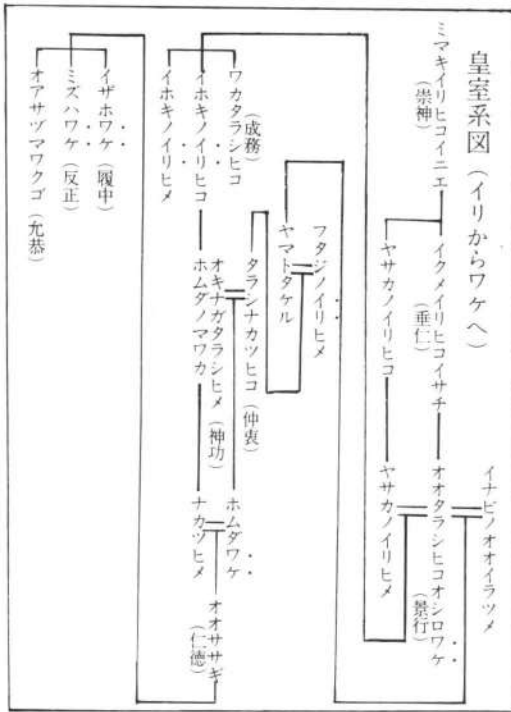 皇室系図(イリからワケへ)
ミマキイリヒコイニエ
(崇神)
イクメイリヒコイサチ
(垂仁)
ヤサカノイリヒコ
イナビノオオイラツメ
オオタラシヒコオシロワケ
(景行)
ヤサカノイリヒメ
フタジノイリヒメ
ヤマトタケル
タラシナカツヒコ(仲哀)
オキナガタラシヒメ(神功)
ホムダノマワカ
ワカタラシヒコ
(成務)
イホキノイリヒコ
イホキノイリヒメ
ホムダワケ
ナカツヒメ
オオササギ
(仁徳)
イザホワケ(履中)
ミズハワケ(反正)
オアサヅマワクゴ(允恭)